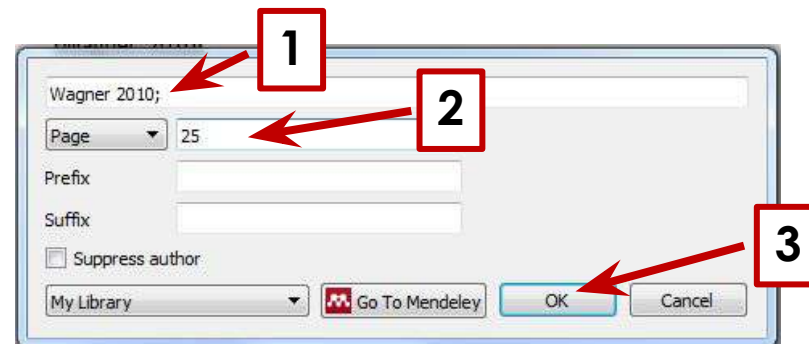 1
Wagner 2010;
2
Page 25
Prefix
Suffix
3
Suppress author
My Library Go To Mendeley OK Cancel